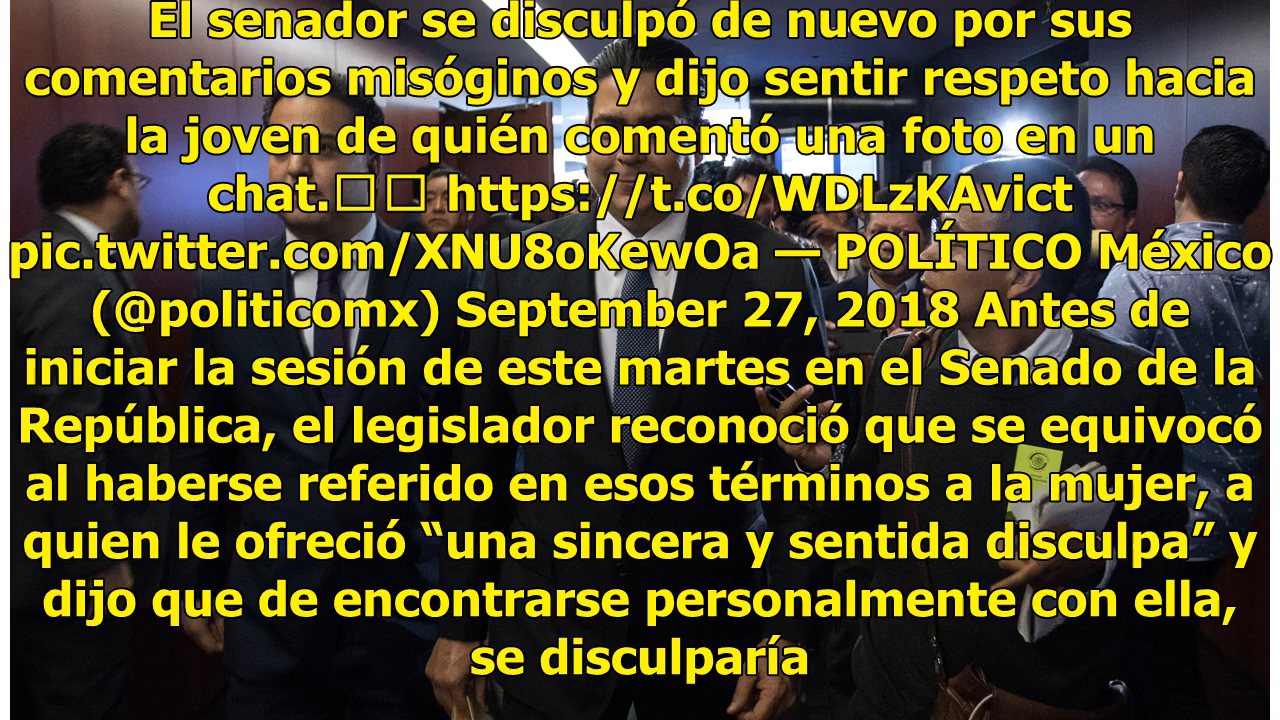 El senador se disculpó de nuevo por sus
comentarios misóginos y dijo sentir respeto hacia
la joven de quién comentó una foto en un
chat.□□ https://t.co/WDLzKAvict
pic.twitter.com/XNU8oKewOa — POLÍTICO México
(@politicomx) September 27, 2018 Antes de
iniciar la sesión de este martes en el Senado de la
República, el legislador reconoció que se equivocó
al haberse referido en esos términos a la mujer, a
quien le ofreció “una sincera y sentida disculpa” y
dijo que de encontrarse personalmente con ella,
se disculparía